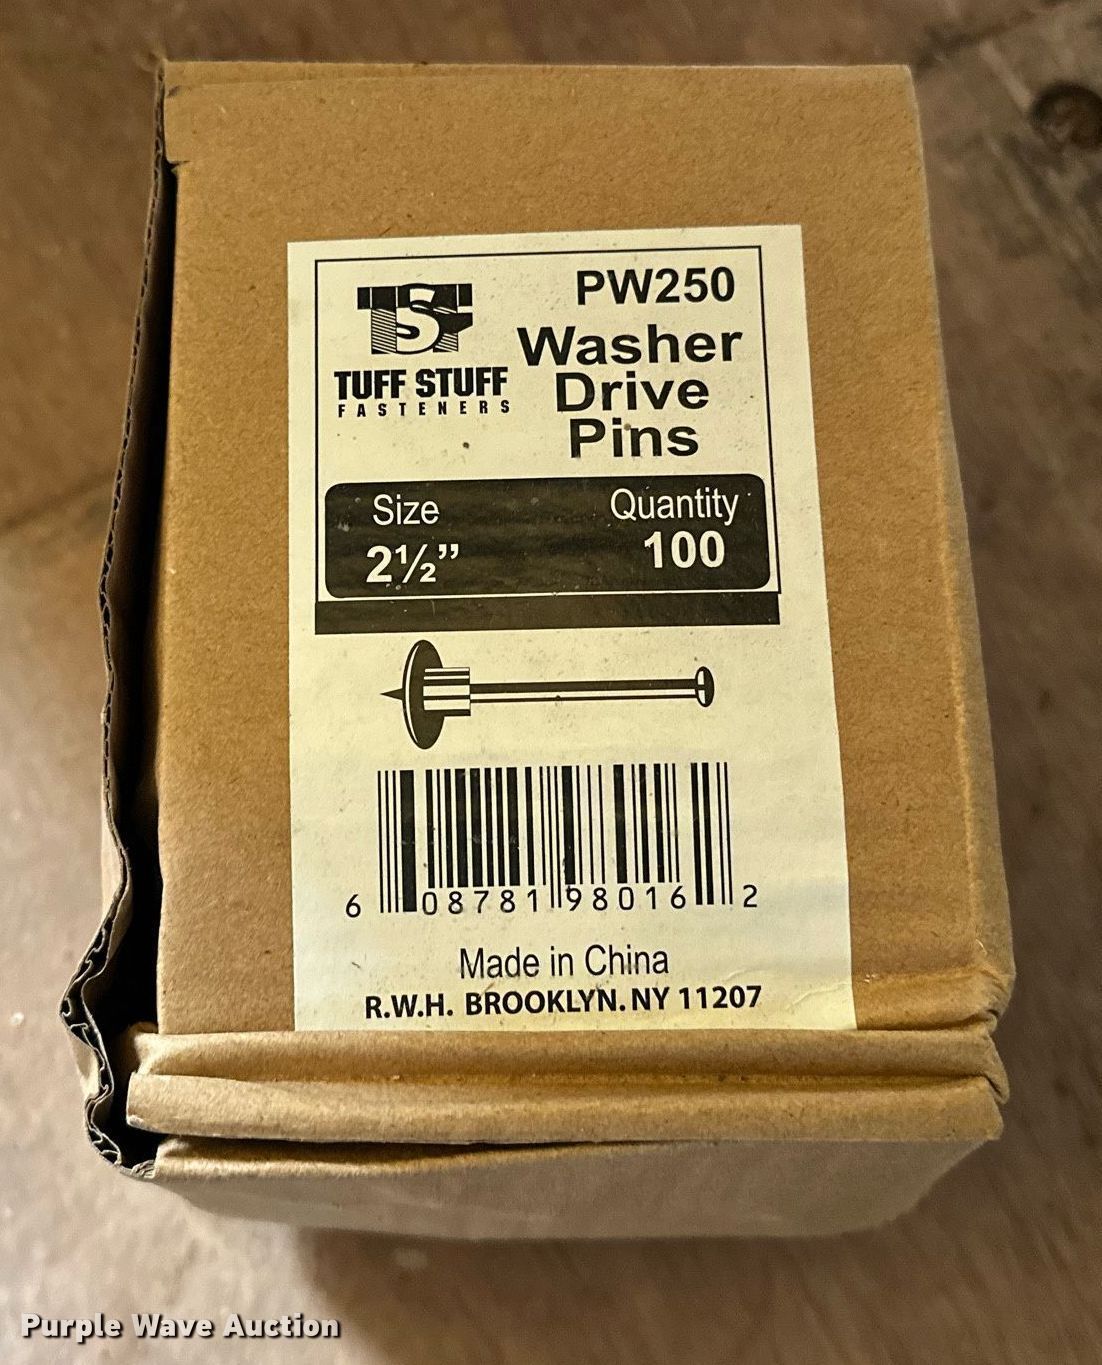 TSF
TUFF STUFF
FASTENERS
PW250
Washer
Drive
Pins
Size
2½”
Quantity
100
6 08781 98016 2
Made in China
R.W.H. BROOKLYN. NY 11207
Purple Wave Auction